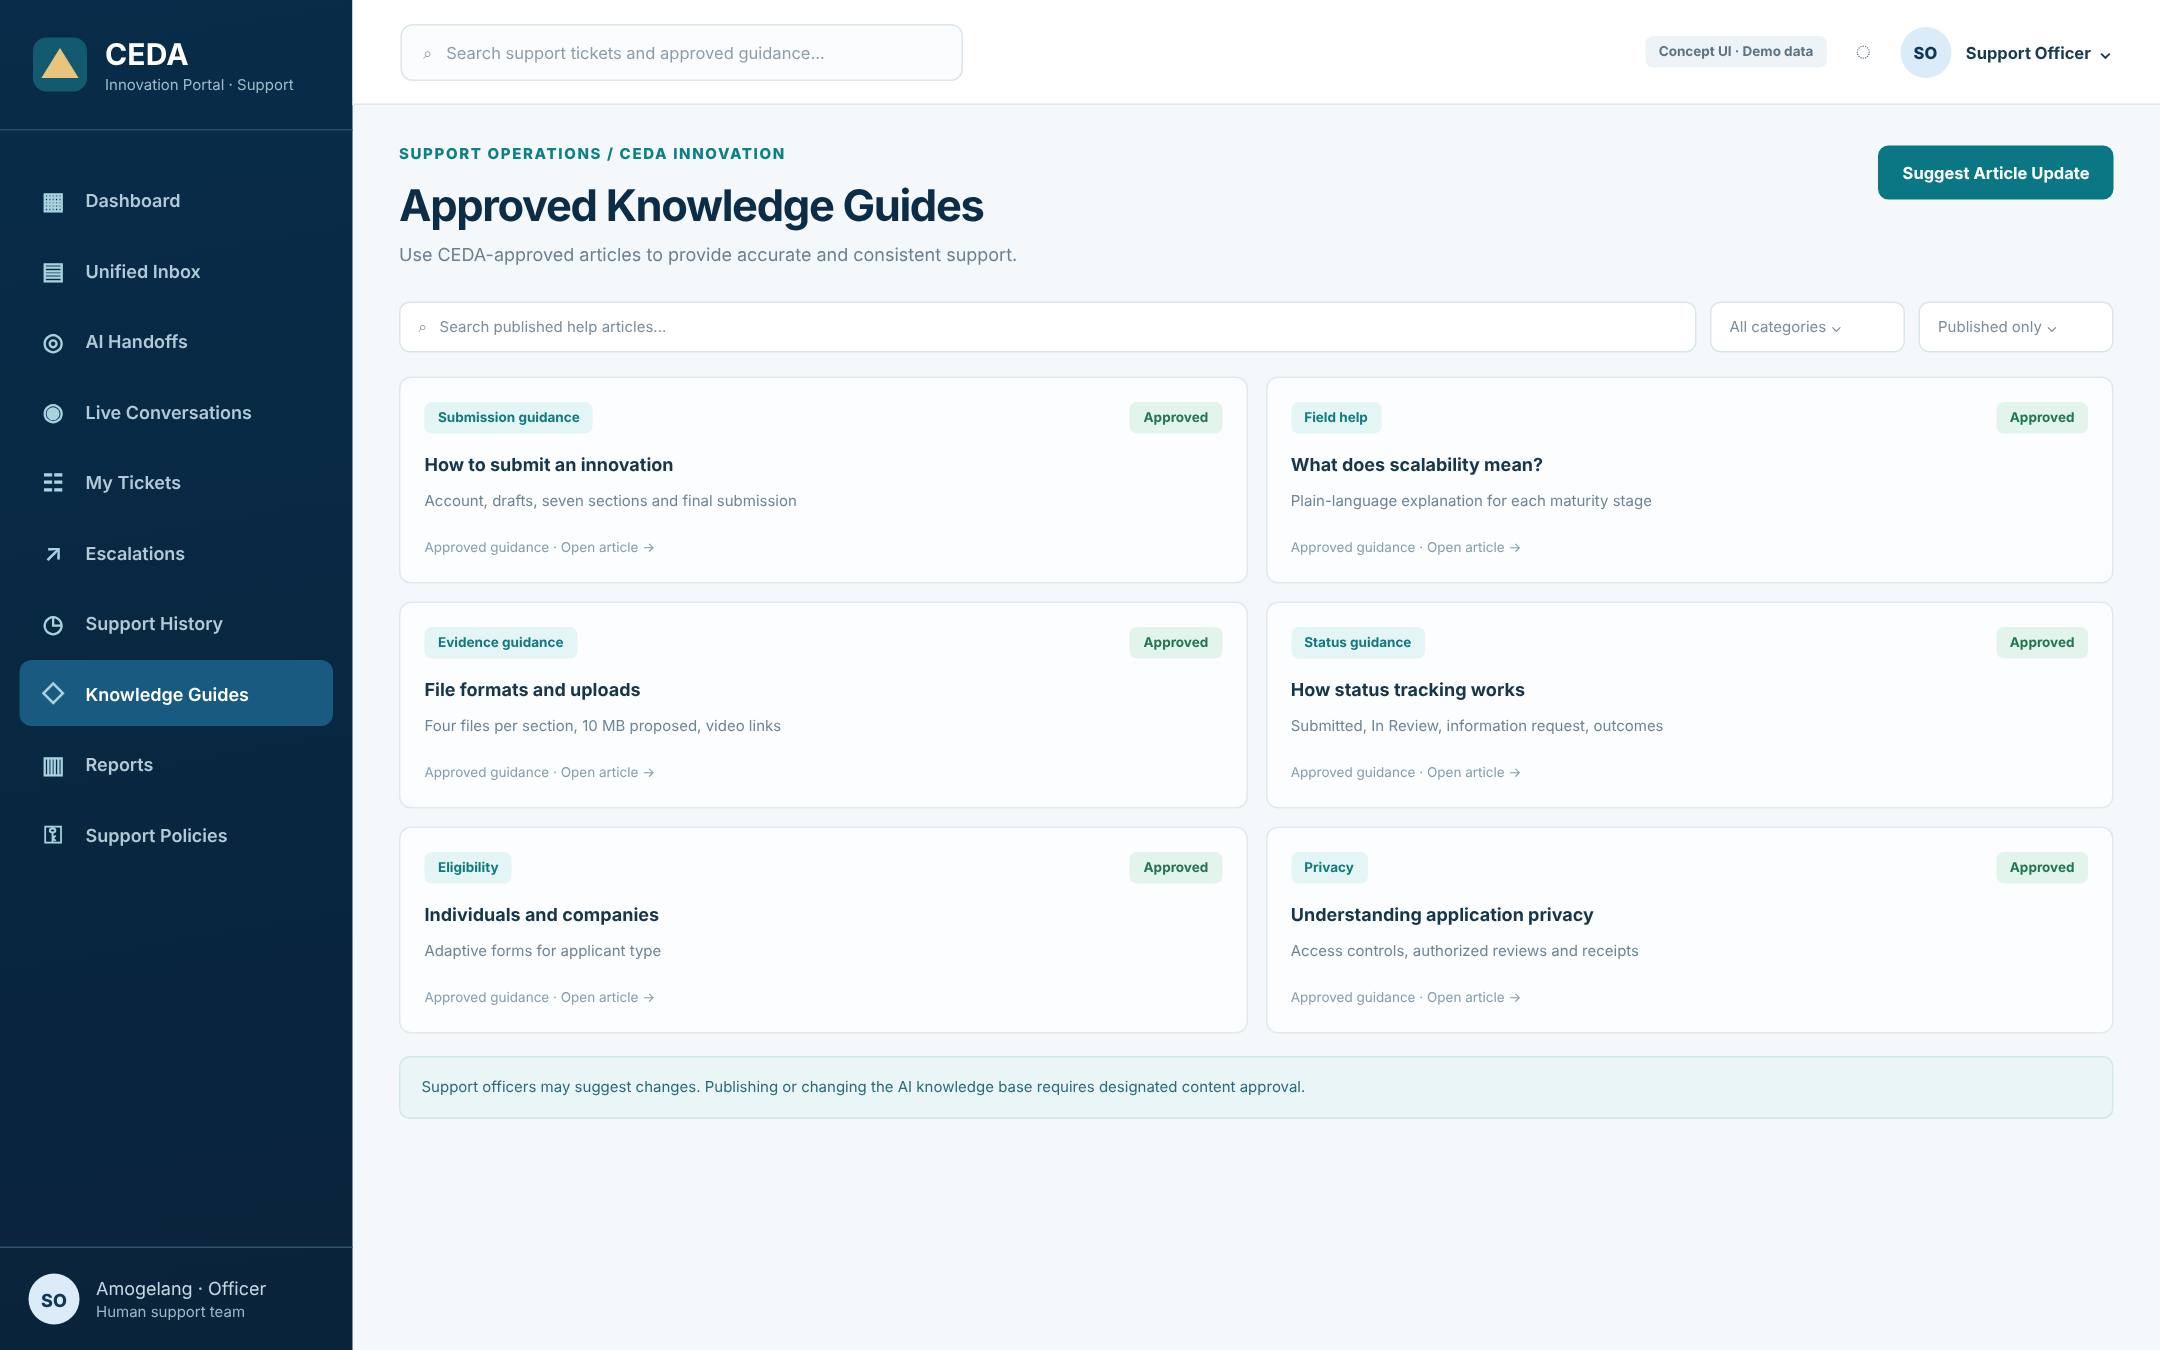 CEDA
Innovation Portal · Support
Dashboard
Unified Inbox
AI Handoffs
Live Conversations
My Tickets
Escalations
Support History
Knowledge Guides
Reports
Support Policies
SO
Amogelang · Officer
Human support team
Search support tickets and approved guidance...
Concept UI · Demo data
SO
Support Officer
SUPPORT OPERATIONS / CEDA INNOVATION
Approved Knowledge Guides
Use CEDA-approved articles to provide accurate and consistent support.
Suggest Article Update
Search published help articles...
All categories
Published only
Submission guidance
Approved
How to submit an innovation
Account, drafts, seven sections and final submission
Approved guidance · Open article →
Field help
Approved
What does scalability mean?
Plain-language explanation for each maturity stage
Approved guidance · Open article →
Evidence guidance
Approved
File formats and uploads
Four files per section, 10 MB proposed, video links
Approved guidance · Open article →
Status guidance
Approved
How status tracking works
Submitted, In Review, information request, outcomes
Approved guidance · Open article →
Eligibility
Approved
Individuals and companies
Adaptive forms for applicant type
Approved guidance · Open article →
Privacy
Approved
Understanding application privacy
Access controls, authorized reviews and receipts
Approved guidance · Open article →
Support officers may suggest changes. Publishing or changing the AI knowledge base requires designated content approval.